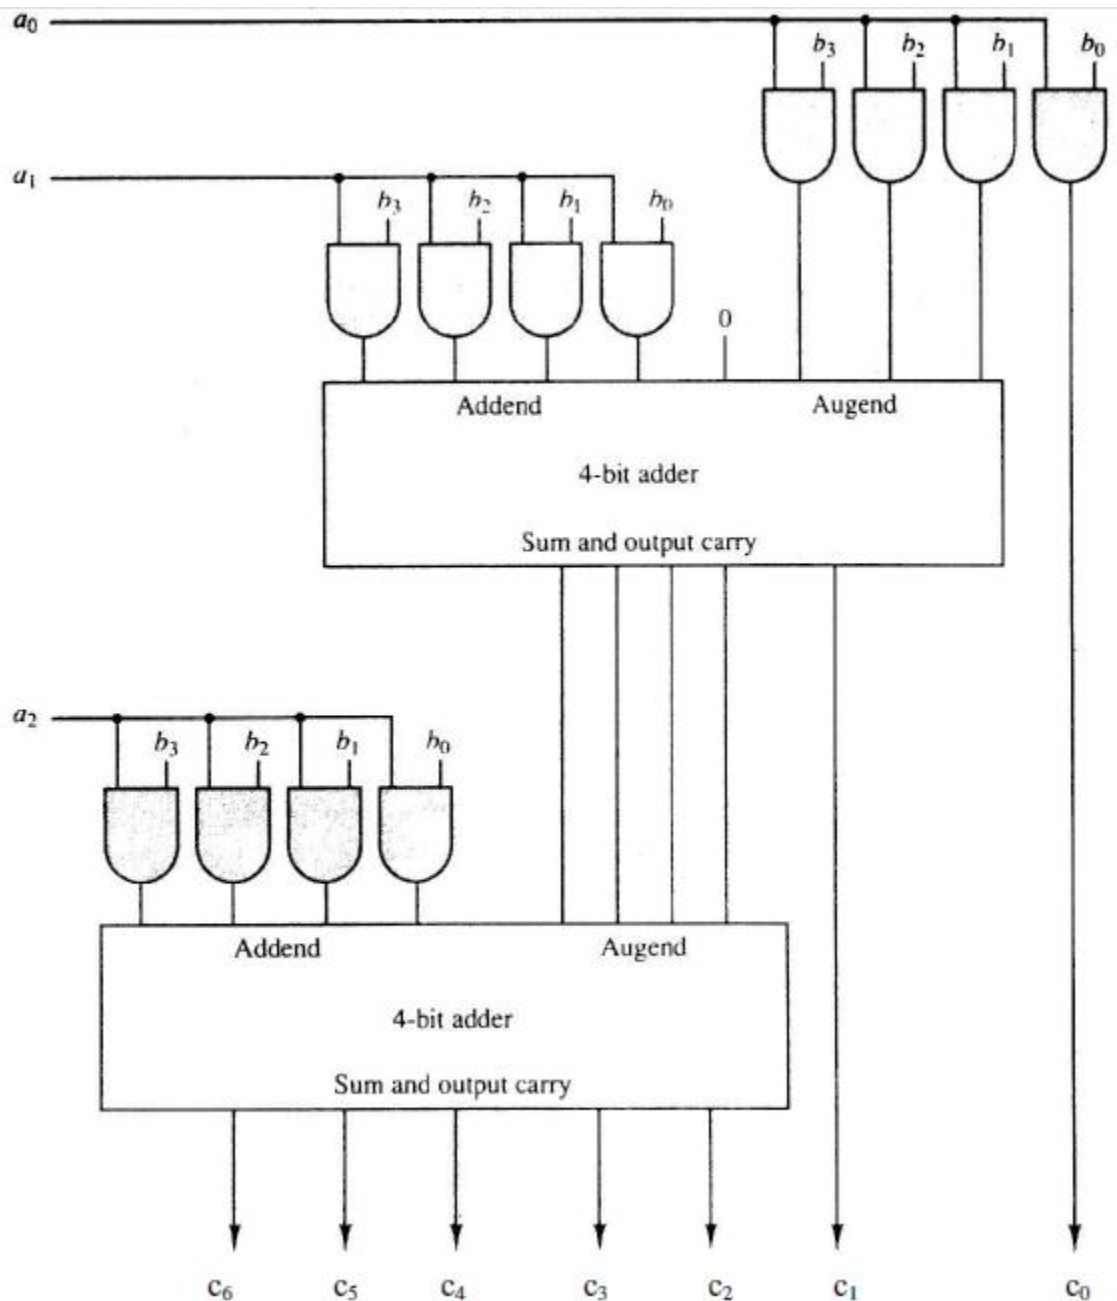 a0
b3 b2 b1 b0
a1
b3 b2 b1 b0
0
Addend Augend
4-bit adder
Sum and output carry
a2
b3 b2 b1 b0
Addend Augend
4-bit adder
Sum and output carry
c6 c5 c4 c3 c2 c1 c0